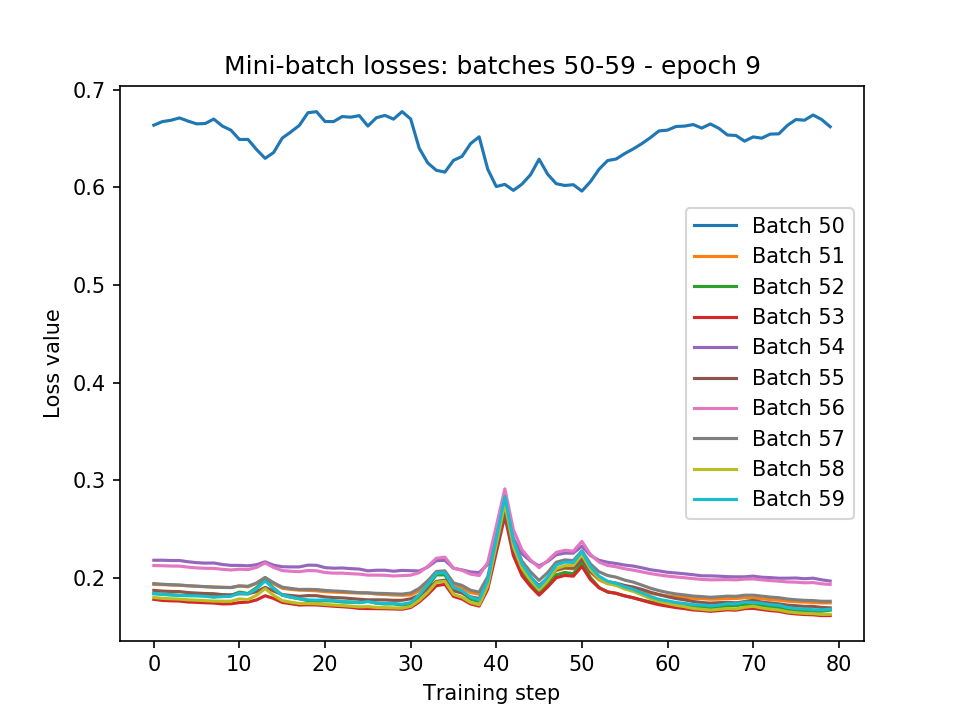 Mini-batch losses: batches 50-59 - epoch 9
Loss value
0.7
0.6
0.5
0.4
0.3
0.2
Batch 50
Batch 51
Batch 52
Batch 53
Batch 54
Batch 55
Batch 56
Batch 57
Batch 58
Batch 59
0 10 20 30 40 50 60 70 80
Training step